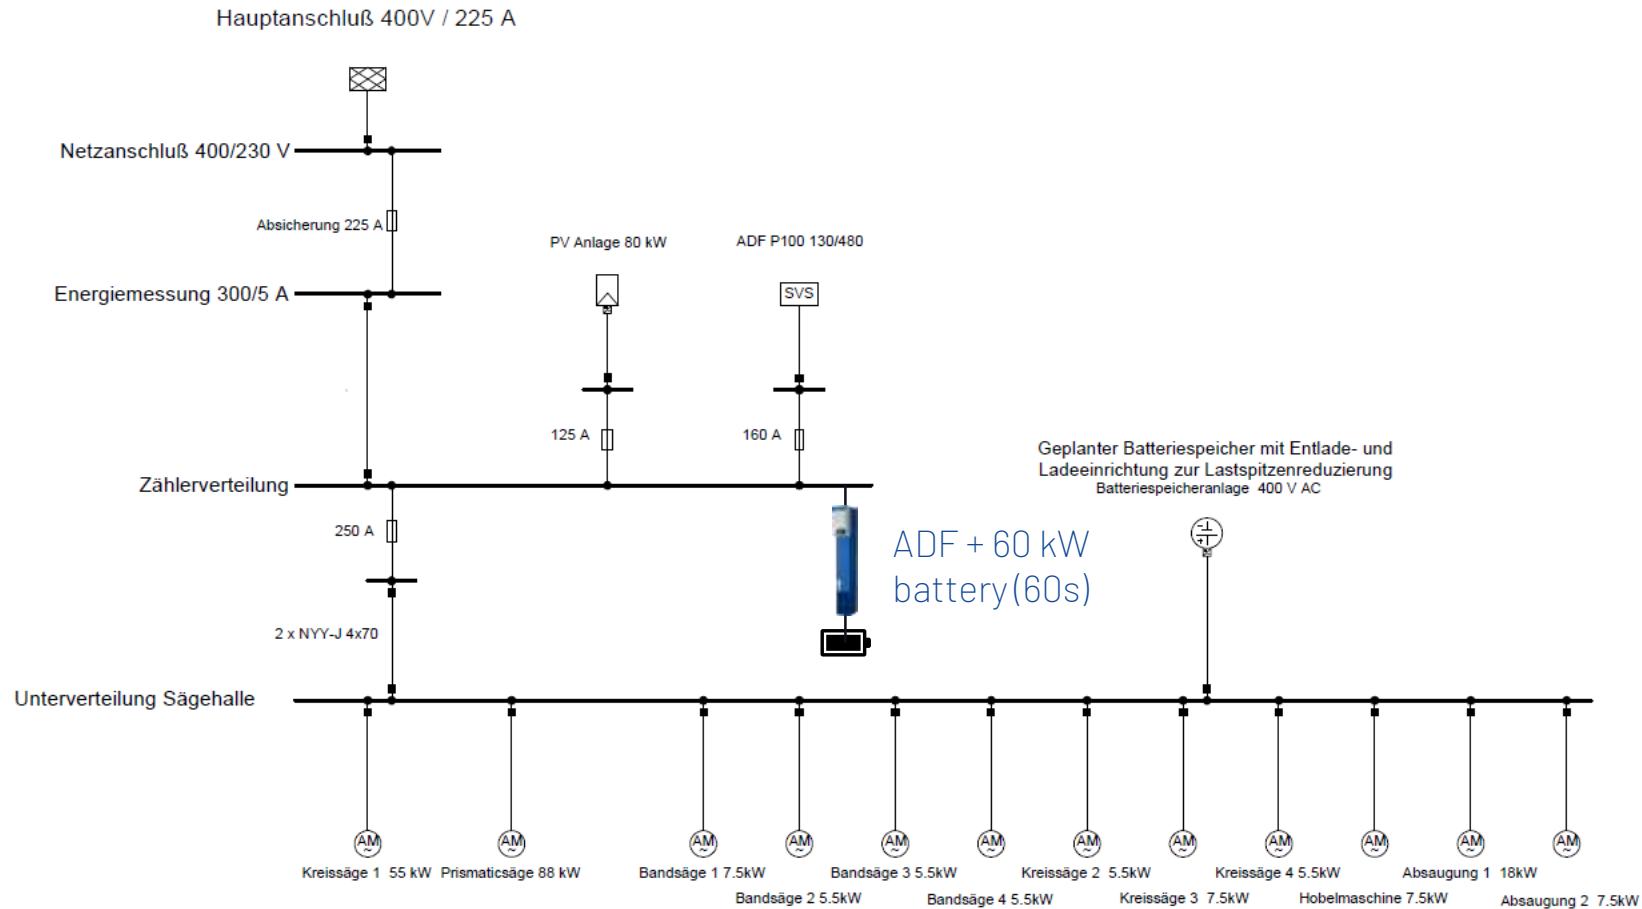 Hauptanschluß 400V / 225 A
Netzanschluß 400/230 V
Absicherung 225 A
PV Anlage 80 kW
ADF P100 130/480
Energiemessung 300/5 A
SVS
125 A
160 A
Geplanter Batteriespeicher mit Entlade- und
Ladeeinrichtung zur Lastspitzenreduzierung
Batteriespeicheranlage 400 V AC
Zählerverteilung
250 A
ADF + 60 kW
battery (60s)
2 x NYY-J 4x70
Unterverteilung Sägehalle
AM AM AM AM AM AM AM AM AM AM AM AM
~ ~ ~ ~ ~ ~ ~ ~ ~ ~ ~ ~
Kreissäge 1 55 kW
Prismaticsäge 88 kW
Bandsäge 1 7.5kW
Bandsäge 2 5.5kW
Bandsäge 3 5.5kW
Bandsäge 4 5.5kW
Kreissäge 2 5.5kW
Kreissäge 3 7.5kW
Kreissäge 4 5.5kW
Hobelmaschine 7.5kW
Absaugung 1 18kW
Absaugung 2 7.5kW